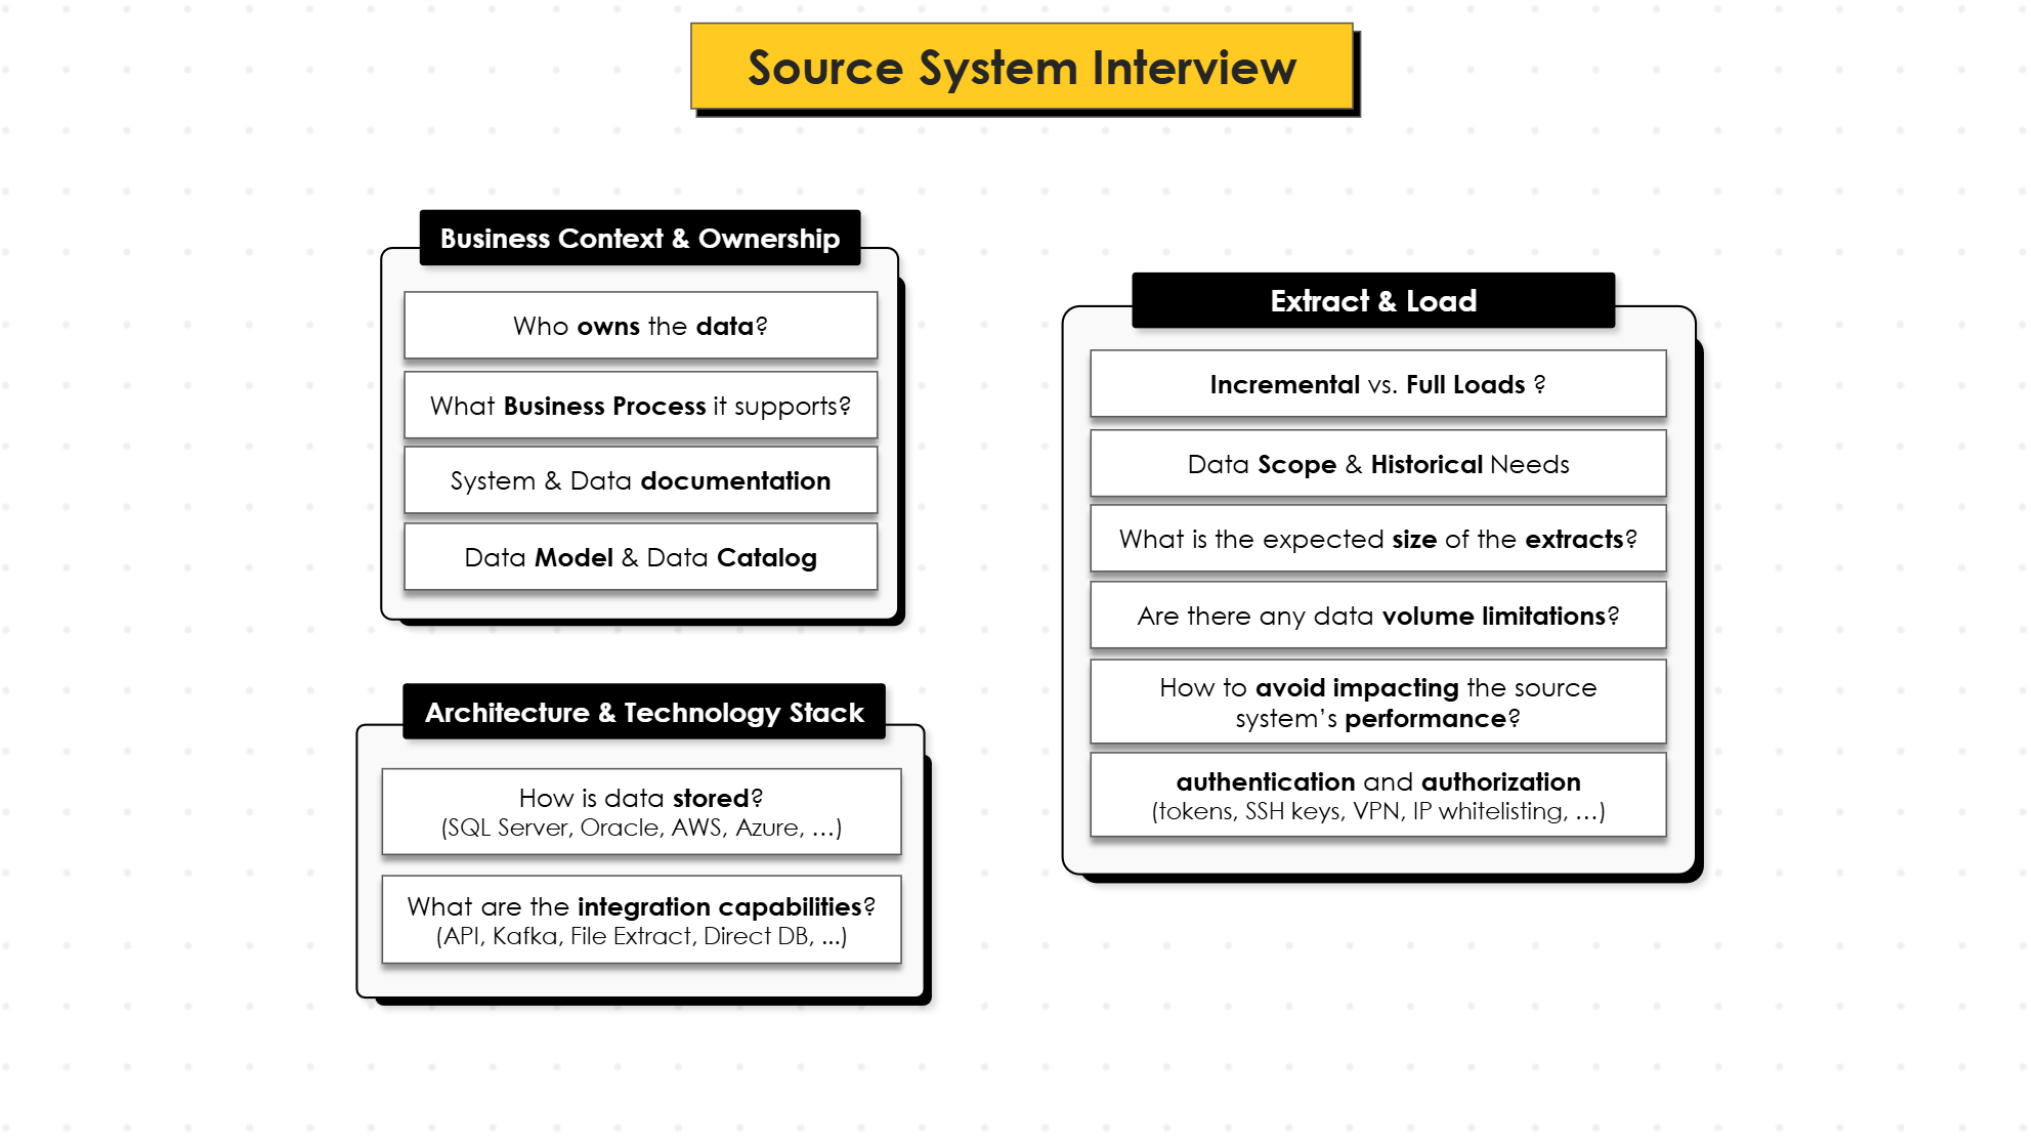 Source System Interview
Business Context & Ownership
Who owns the data?
What Business Process it supports?
System & Data documentation
Data Model & Data Catalog
Architecture & Technology Stack
How is data stored?
(SQL Server, Oracle, AWS, Azure, …)
What are the integration capabilities?
(API, Kafka, File Extract, Direct DB, ...)
Extract & Load
Incremental vs. Full Loads ?
Data Scope & Historical Needs
What is the expected size of the extracts?
Are there any data volume limitations?
How to avoid impacting the source
system’s performance?
authentication and authorization
(tokens, SSH keys, VPN, IP whitelisting, …)